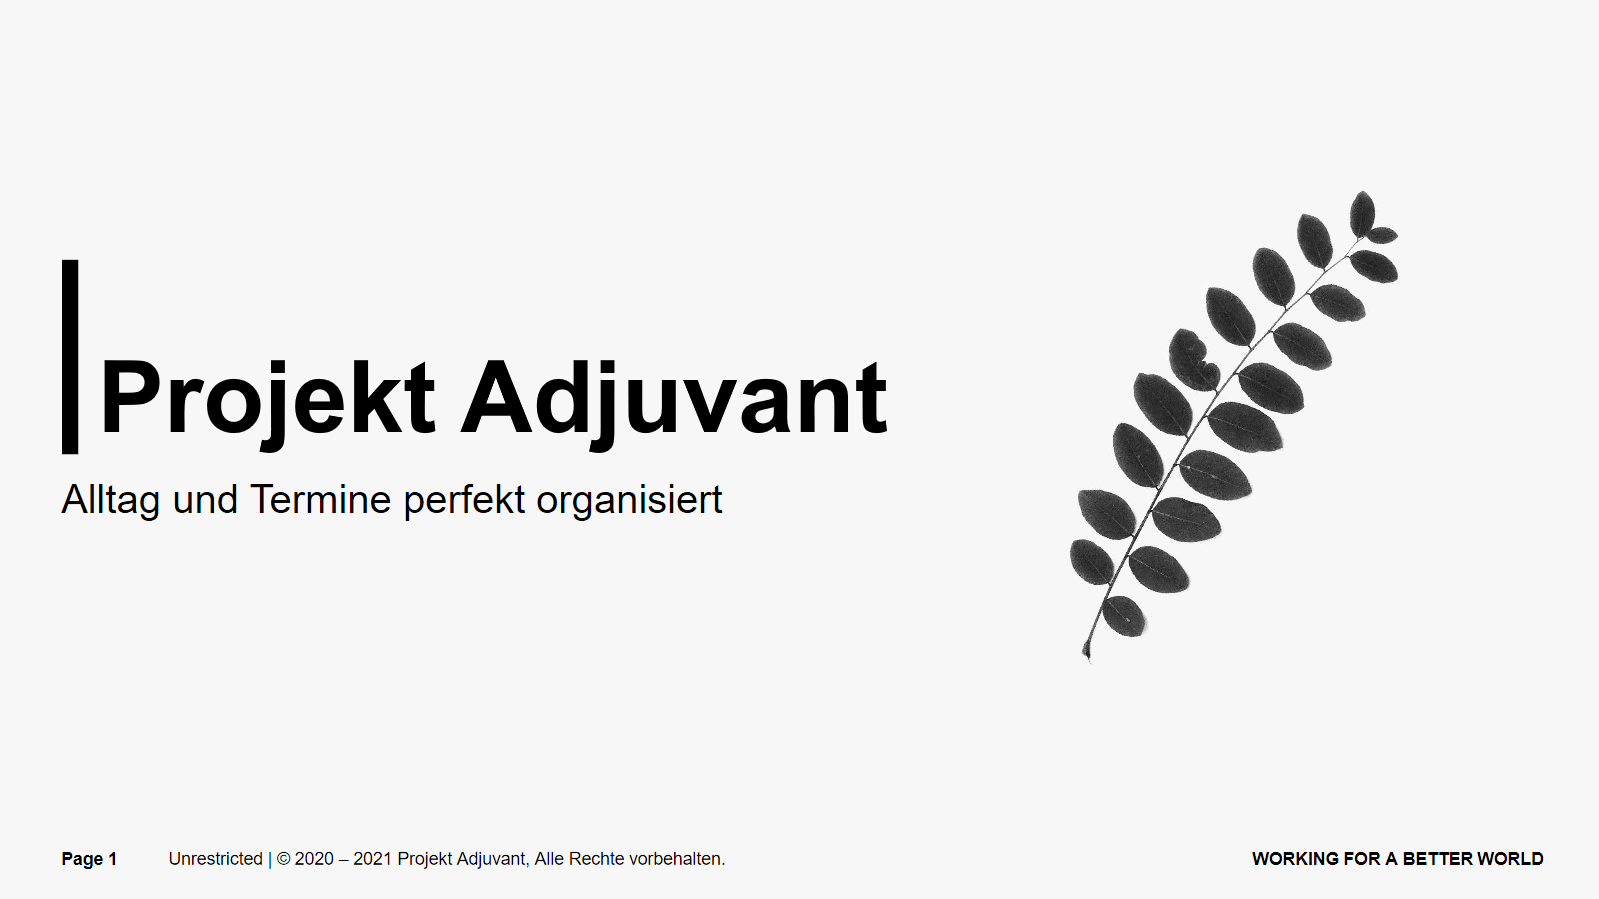 Projekt Adjuvant
Alltag und Termine perfekt organisiert
Page 1
Unrestricted | © 2020 – 2021 Projekt Adjuvant, Alle Rechte vorbehalten.
WORKING FOR A BETTER WORLD